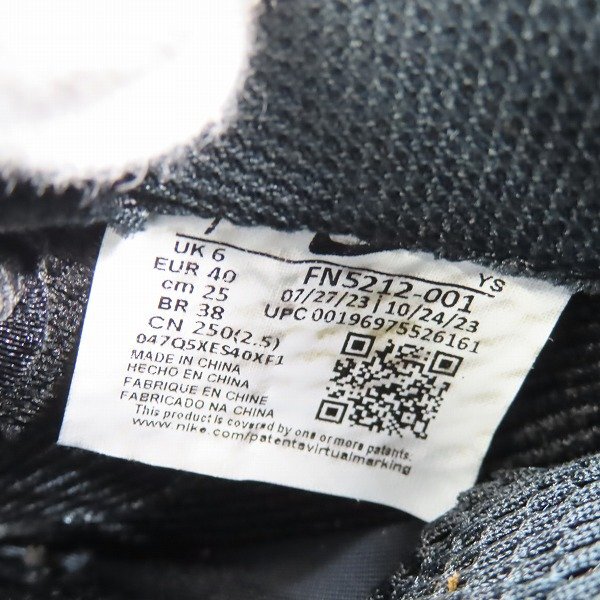 UK 6
EUR 40
cm 25
BR 38
CN 250(2.5)
047Q5XES40XF1
YS
FN5212-001
07/27/23 | 10/24/23
UPC 00196975526161
MADE IN CHINA
HECHO EN CHINA
FABRIQUE EN CHINE
FABRICADO NA CHINA
This product is covered by one or more patents.
www.nike.com/patentavirtualmarking